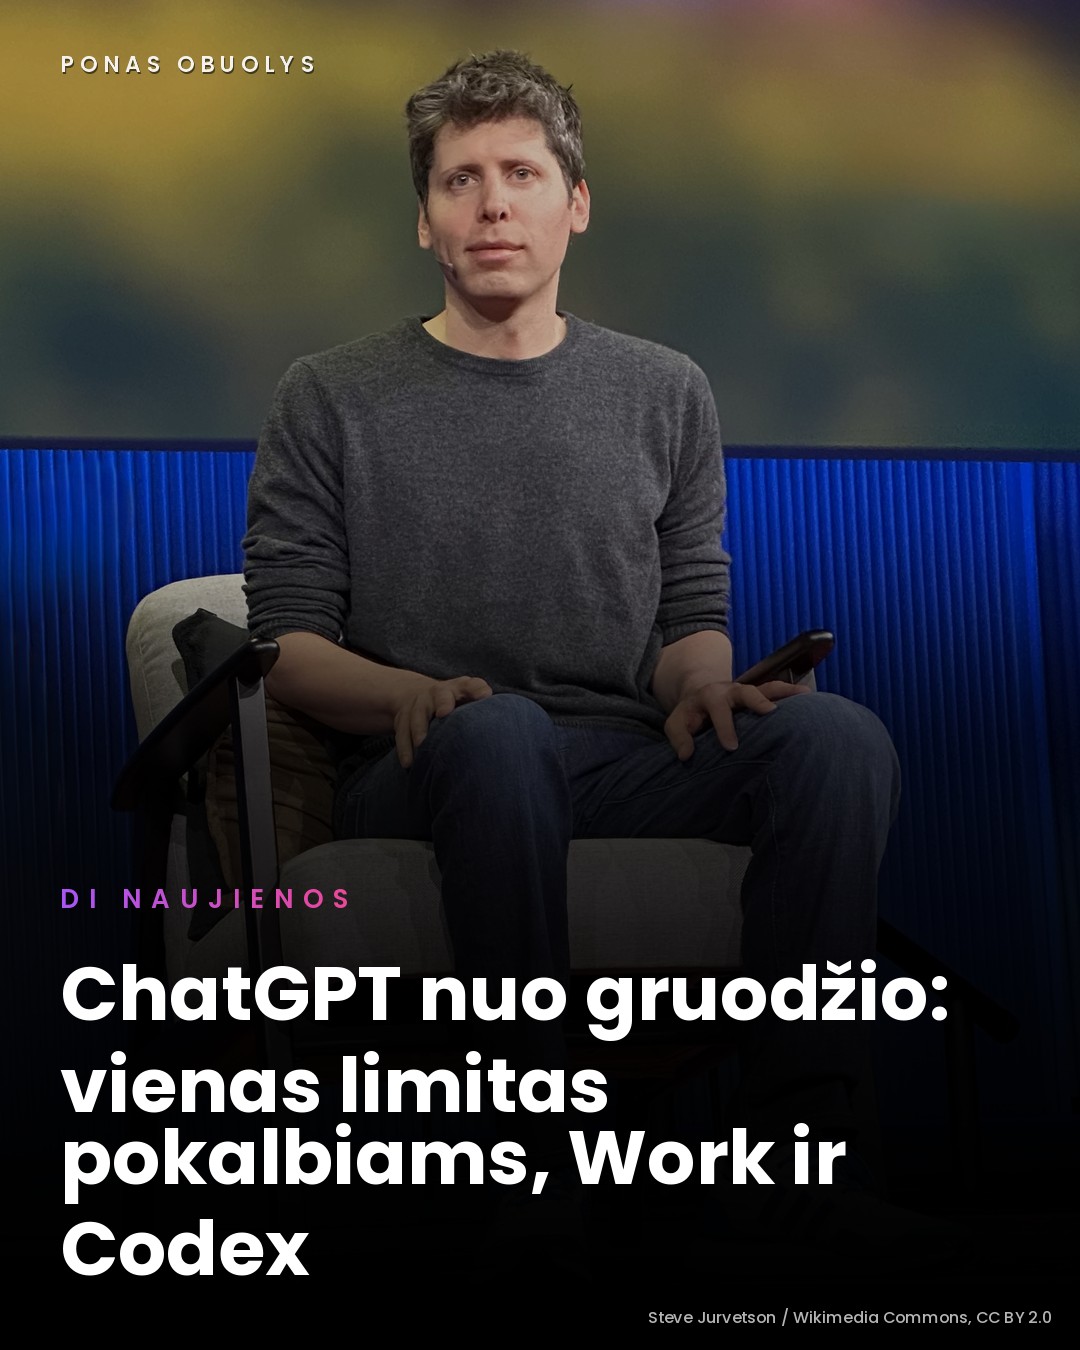 PONAS OBUOLYS
DI NAUJIENOS
ChatGPT nuo gruodžio:
vienas limitas
pokalbiams, Work ir
Codex
Steve Jurvetson / Wikimedia Commons, CC BY 2.0